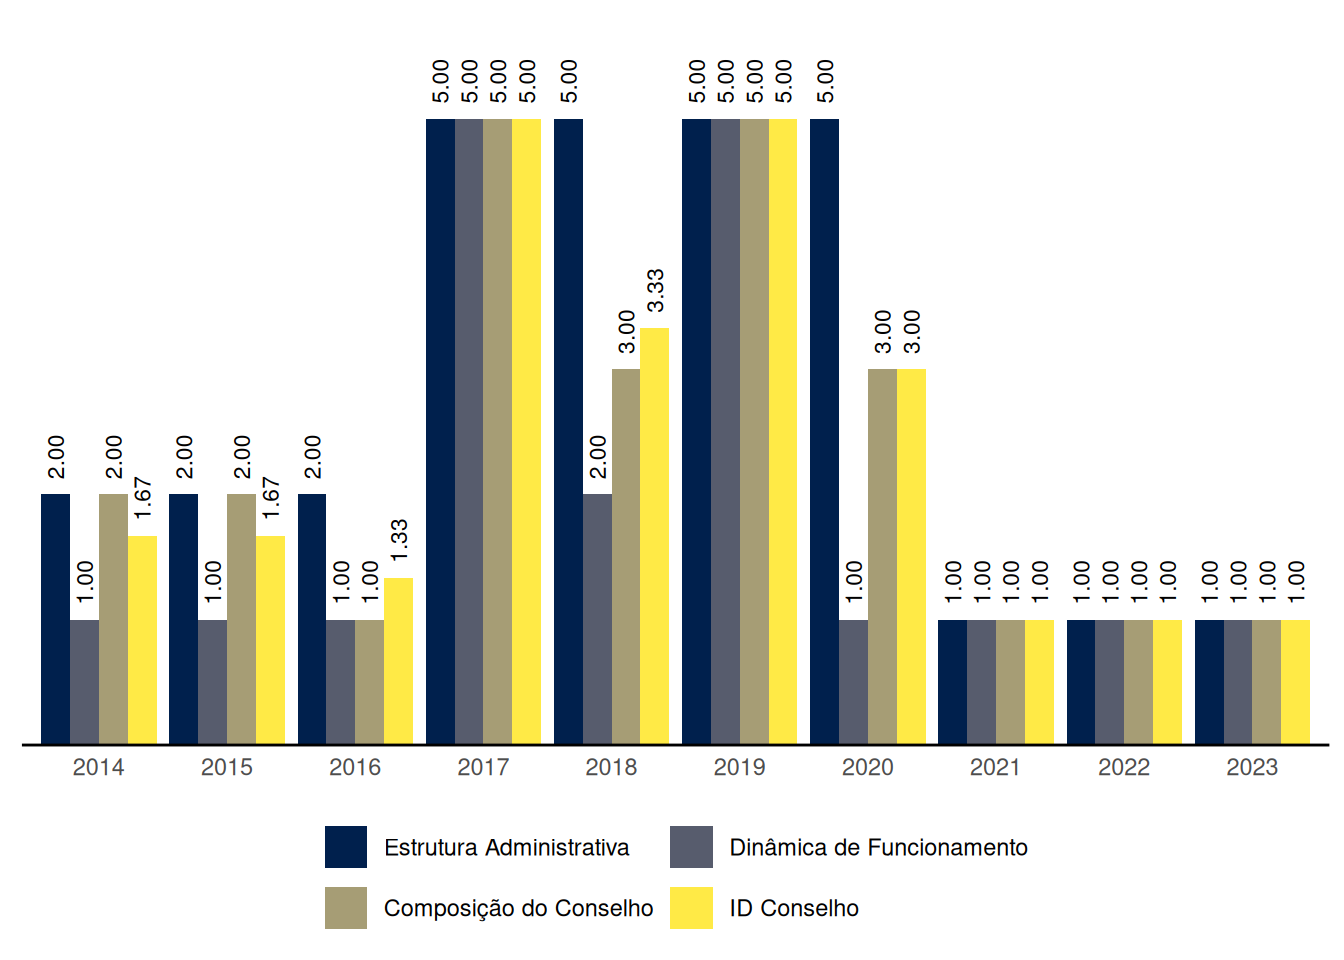 2.00 1.00 2.00 1.67
2.00 1.00 2.00 1.67
2.00 1.00 1.00 1.33
5.00 5.00 5.00 5.00
5.00 2.00 3.00 3.33
5.00 5.00 5.00 5.00
5.00 1.00 3.00 3.00
1.00 1.00 1.00 1.00
1.00 1.00 1.00 1.00
1.00 1.00 1.00 1.00
2014 2015 2016 2017 2018 2019 2020 2021 2022 2023
Estrutura Administrativa Dinâmica de Funcionamento
Composição do Conselho ID Conselho